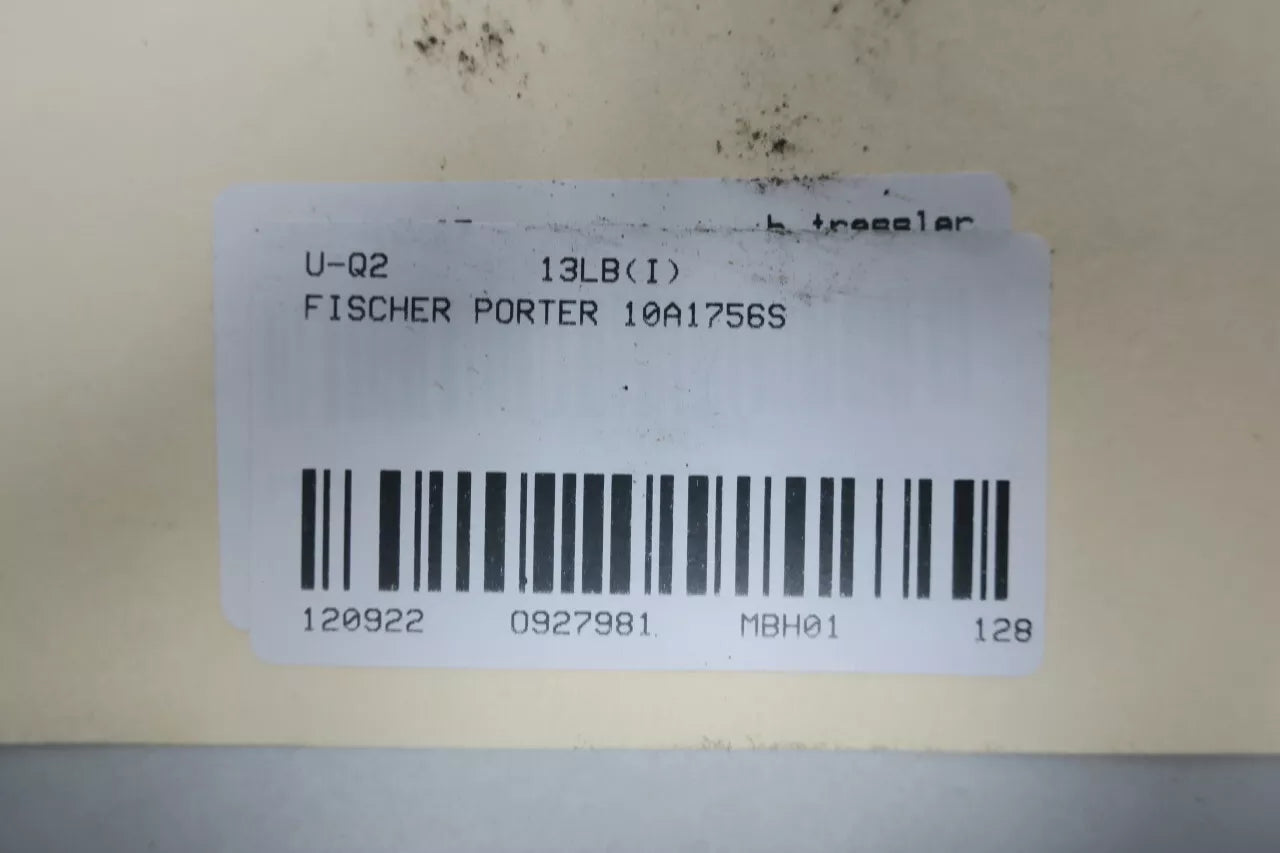 U-Q2 13LB(I)
FISCHER PORTER 10A1756S
120922 0927981 MBH01 128